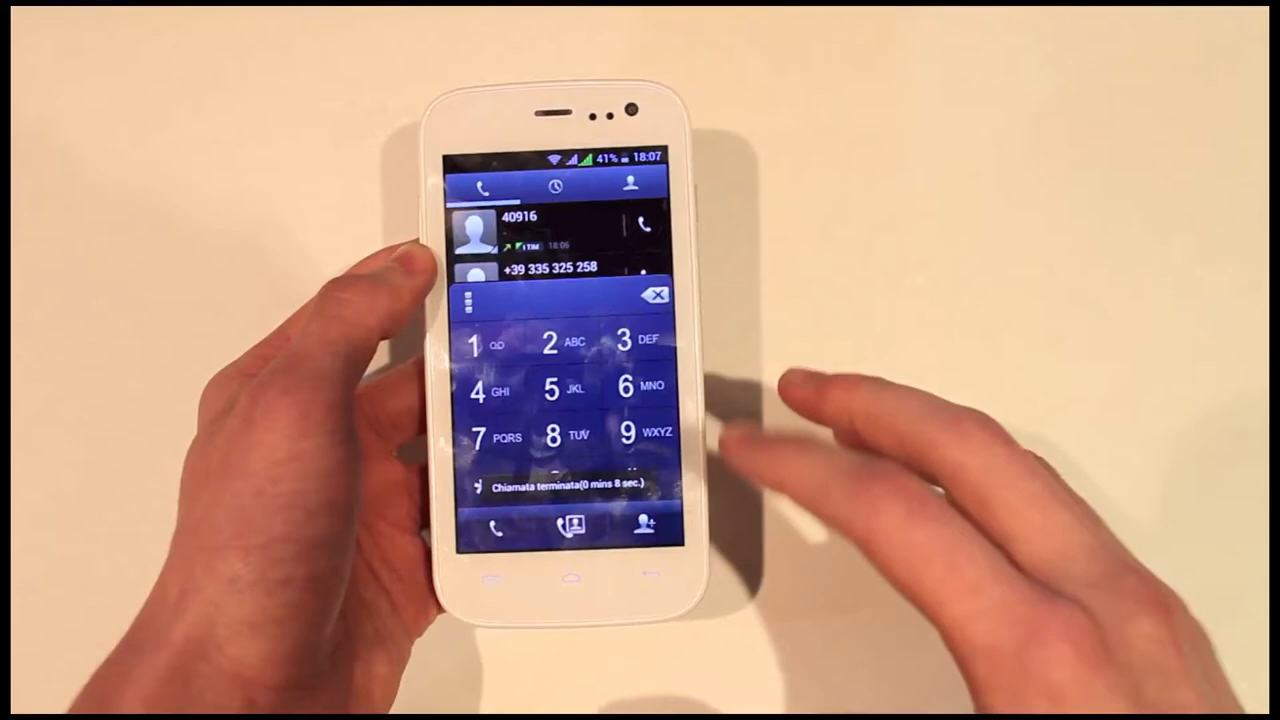 41% 18:07
40916
I TIM 18:06
+39 335 325 258
1 2 ABC 3 DEF
4 GHI 5 JKL 6 MNO
7 PQRS 8 TUV 9 WXYZ
Chiamata terminata(0 mins 8 sec.)